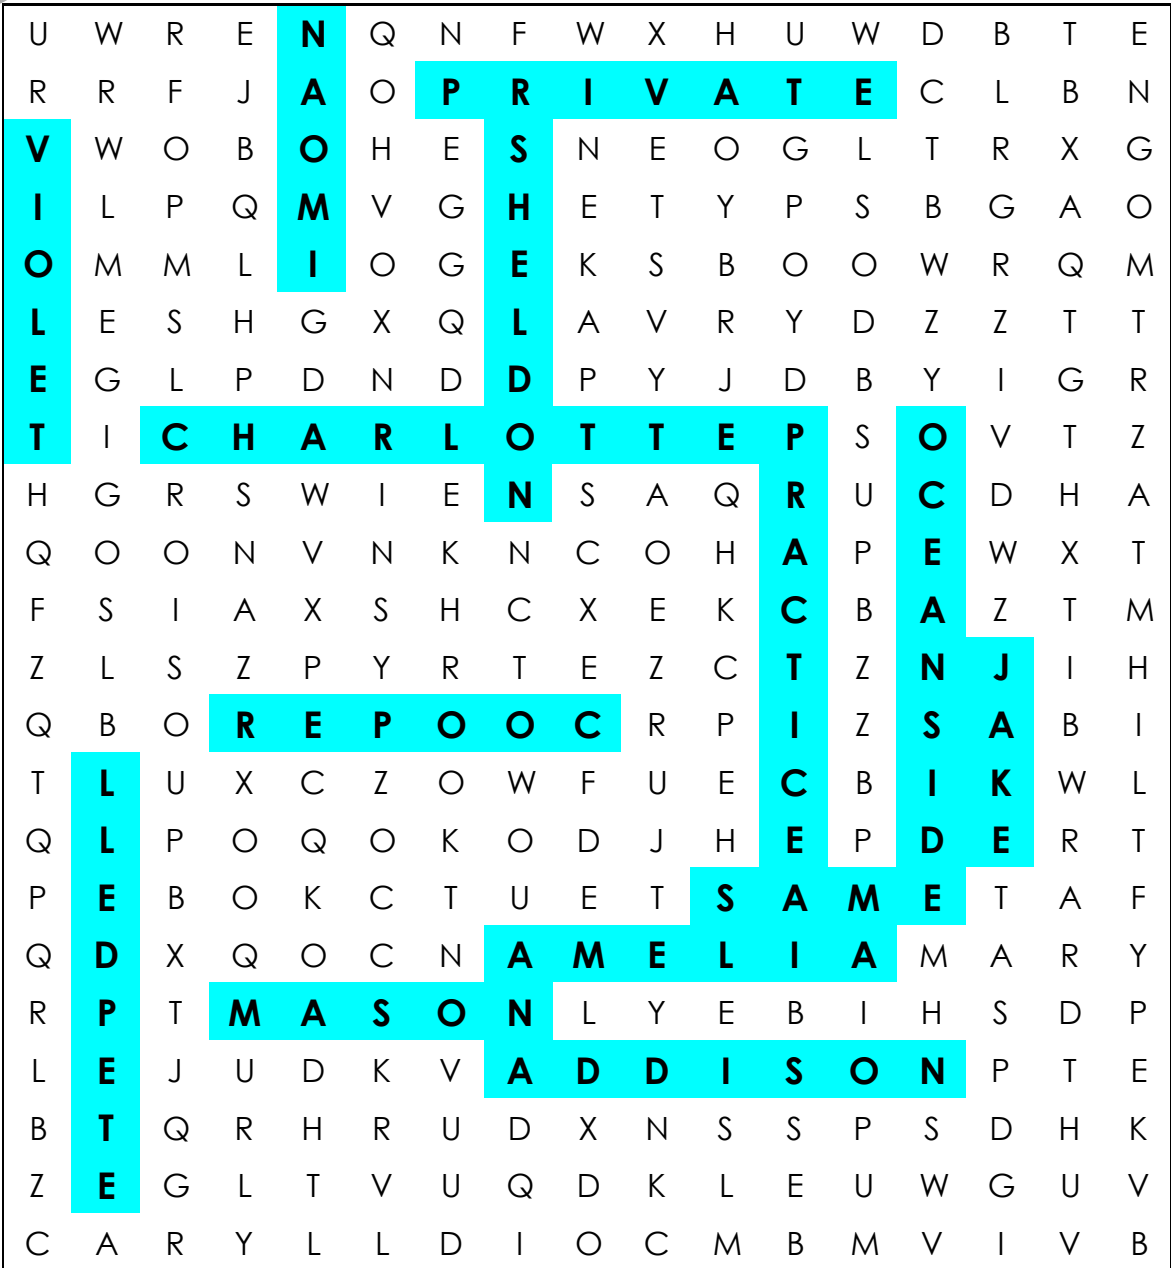 U W R E N Q N F W X H U W D B T E
R R F J A O P R I V A T E C L B N
V W O B O H E S N E O G L T R X G
I L P Q M V G H E T Y P S B G A O
O M M L I O G E K S B O O W R Q M
L E S H G X Q L A V R Y D Z Z T T
E G L P D N D D P Y J D B Y I G R
T I C H A R L O T T E P S O V T Z
H G R S W I E N S A Q R U C D H A
Q O O N V N K N C O H A P E W X T
F S I A X S H C X E K C B A Z T M
Z L S Z P Y R T E Z C T Z N J I H
Q B O R E P O O C R P I Z S A B I
T L U X C Z O W F U E C B I K W L
Q L P O Q O K O D J H E P D E R T
P E B O K C T U E T S A M E T A F
Q D X Q O C N A M E L I A M A R Y
R P T M A S O N L Y E B I H S D P
L E J U D K V A D D I S O N P T E
B T Q R H R U D X N S S P S D H K
Z E G L T V U Q D K L E U W G U V
C A R Y L L D I O C M B M V I V B